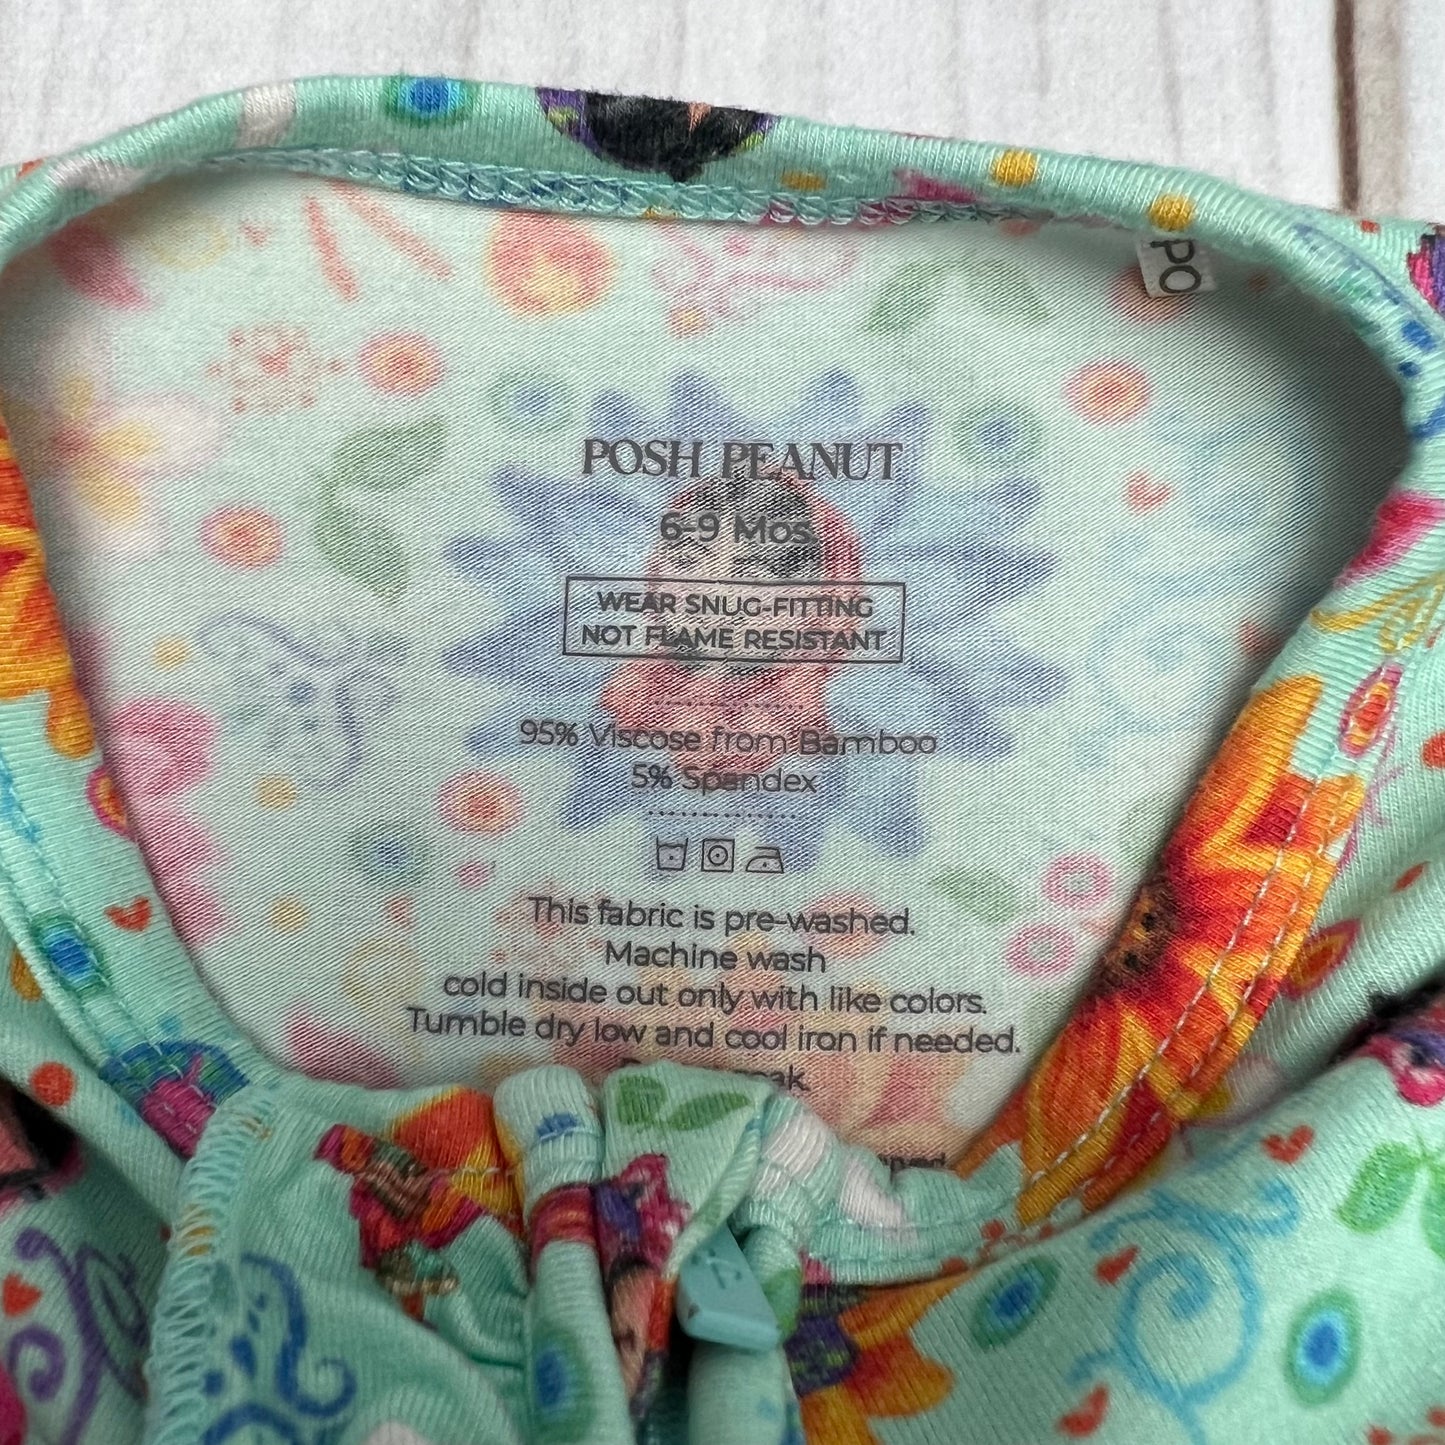 PO
POSH PEANUT
6-9 Mos.
WEAR SNUG-FITTING
NOT FLAME RESISTANT
95% Viscose from Bamboo
5% Spandex
This fabric is pre-washed.
Machine wash
cold inside out only with like colors.
Tumble dry low and cool iron if needed.